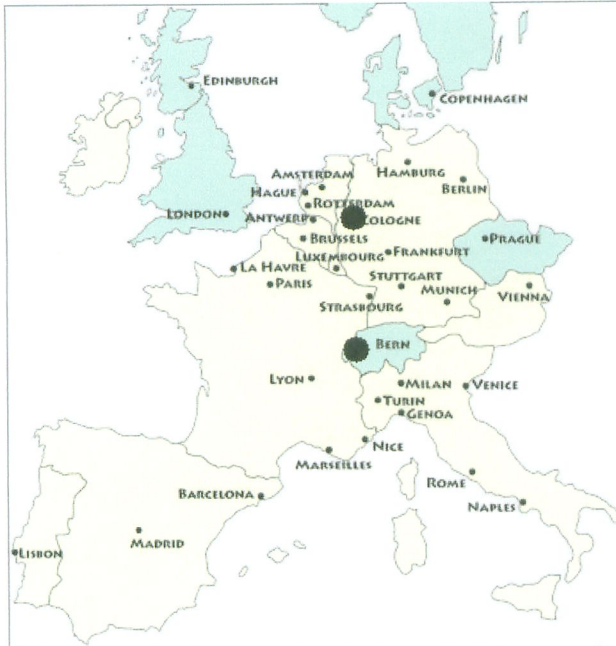 EDINBURGH
COPENHAGEN
AMSTERDAM
HAMBURG
HAGUE
BERLIN
ROTTERDAM
LONDON
ANTWERP
COLOGNE
BRUSSELS
PRAGUE
LUXEMBOURG
FRANKFURT
LA HAVRE
STUTTGART
PARIS
MUNICH
VIENNA
STRASBOURG
BERN
LYON
MILAN
VENICE
TURIN
GENOA
NICE
MARSEILLES
ROME
BARCELONA
NAPLES
MADRID
LISBON